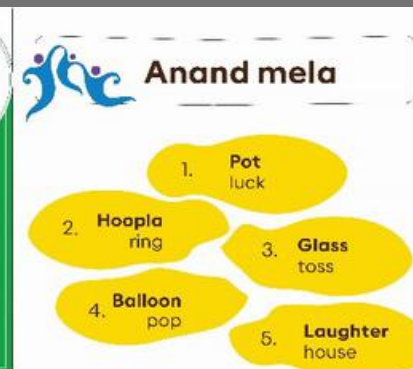 Anand mela
1. Pot
luck
2. Hoopla
ring
3. Glass
toss
4. Balloon
pop
5. Laughter
house